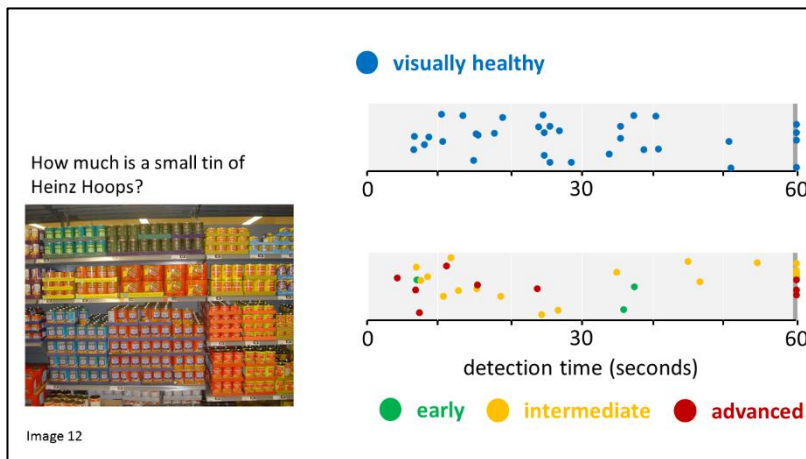 visually healthy
How much is a small tin of
Heinz Hoops?
0 30 60
0 30 60
detection time (seconds)
early intermediate advanced
Image 12